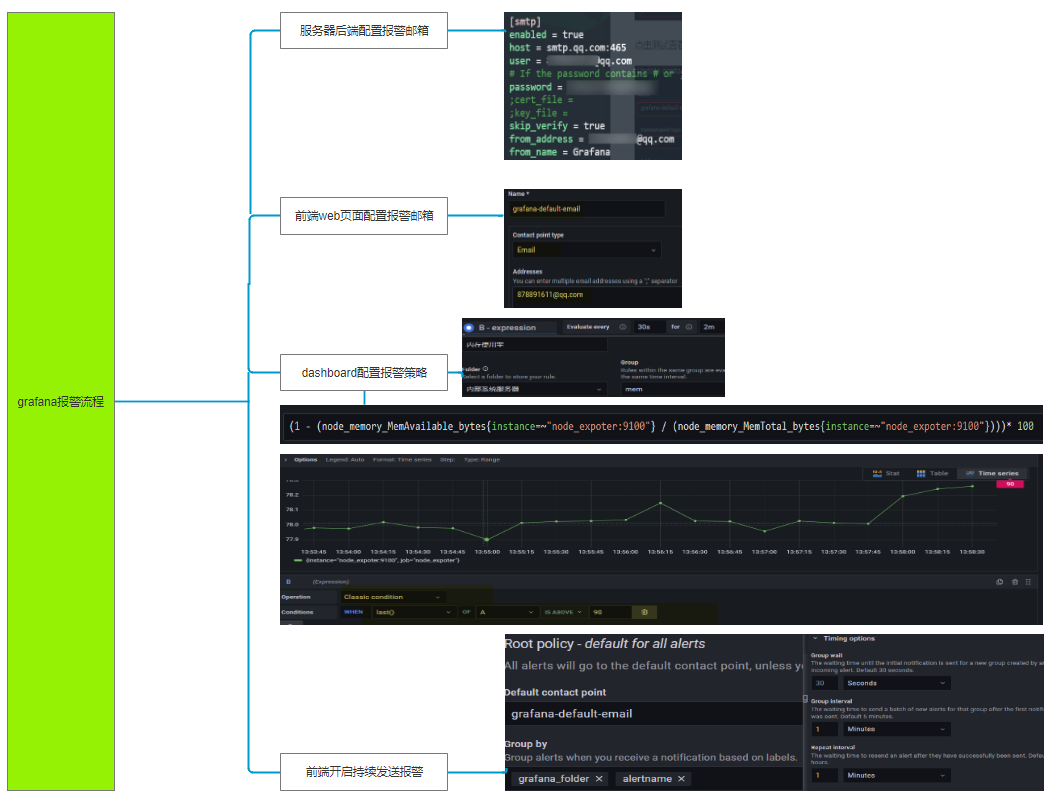 grafana报警流程
服务器后端配置报警邮箱
[smtp]
enabled = true
host = smtp.qq.com:465
user = qq.com
# If the password contains # or ;
password =
;cert_file =
;key_file =
skip_verify = true
from_address = @qq.com
from_name = Grafana
前端web页面配置报警邮箱
Name *
grafana-default-email
Contact point type
Email
Addresses
You can enter multiple email addresses using a ";" separator
878891611@qq.com
dashboard配置报警策略
B - expression Evaluate every 30s for 2m
内存使用率
Folder Group
Select a folder to store your rule. Rules within the same group are eva
the same time interval.
内部系统服务器 mem
(1 - (node_memory_MemAvailable_bytes{instance=~"node_expoter:9100"} / (node_memory_MemTotal_bytes{instance=~"node_expoter:9100"})))* 100
Options Legend: Auto Format: Time series Step: Type: Range
Stat Table Time series
90
78.2
78.1
78.0
77.9
13:53:45 13:54:00 13:54:15 13:54:30 13:54:45 13:55:00 13:55:15 13:55:30 13:55:45 13:56:00 13:56:15 13:56:30 13:56:45 13:57:00 13:57:15 13:57:30 13:57:45 13:58:00 13:58:15 13:58:30
{instance="node_expoter:9100", job="node_expoter"}
B (Expression)
Operation Classic condition
Conditions WHEN last() OF A IS ABOVE 90
前端开启持续发送报警
Root policy - default for all alerts
All alerts will go to the default contact point, unless y
Default contact point
grafana-default-email
Group by
Group alerts when you receive a notification based on labels.
grafana_folder × alertname ×
Timing options
Group wait
The waiting time until the initial notification is sent for a new group created by a
incoming alert. Default 30 seconds.
30 Seconds
Group interval
The waiting time to send a batch of new alerts for that group after the first notifi
was sent. Default 5 minutes.
1 Minutes
Repeat interval
The waiting time to resend an alert after they have successfully been sent. Defa
hours.
1 Minutes